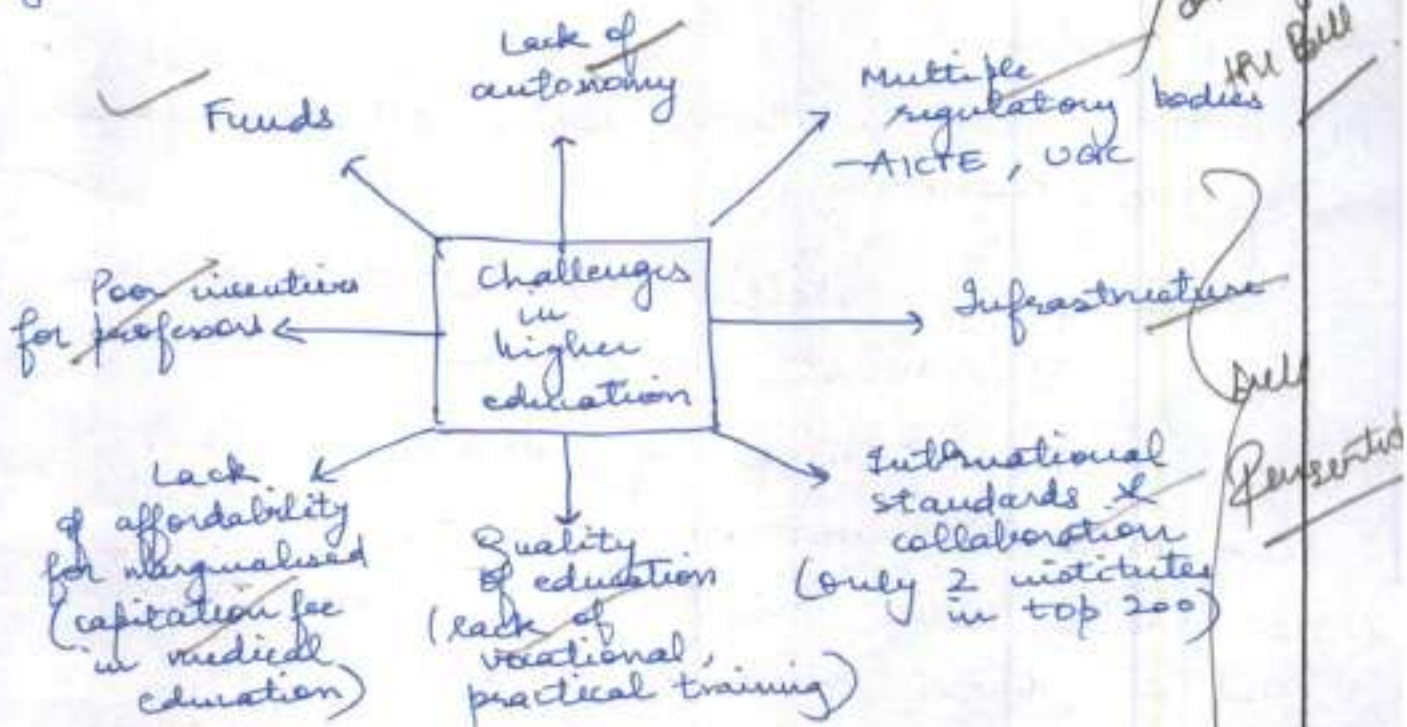 Lack of
autonomy
Funds
Multiple
regulatory bodies
- AICTE, UGC
Bill
Poor incentives
for professors
Challenges
in
higher
education
Infrastructure
Lack
of affordability
for marginalised
(capitation fee
in medical
education)
Quality
of education
(lack of
vocational,
practical training)
International
standards &
collaboration
(only 2 institutes
in top 200)